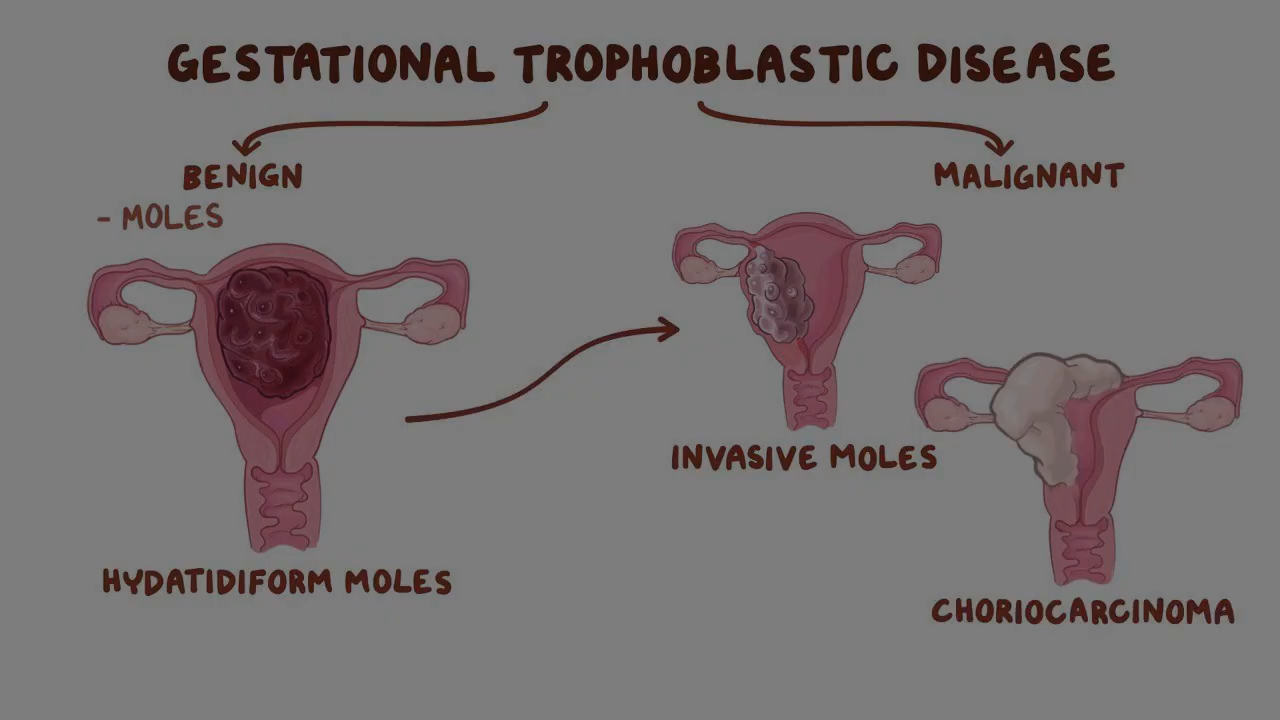 GESTATIONAL TROPHOBLASTIC DISEASE
BENIGN
- MOLES
HYDATIDIFORM MOLES
MALIGNANT
INVASIVE MOLES
CHORIOCARCINOMA